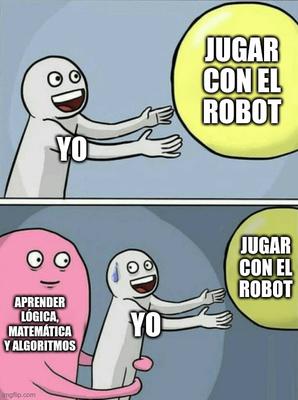 JUGAR
CON EL
ROBOT
YO
JUGAR
CON EL
ROBOT
APRENDER
LÓGICA,
MATEMÁTICA
Y ALGORITMOS
YO
imgflip.com